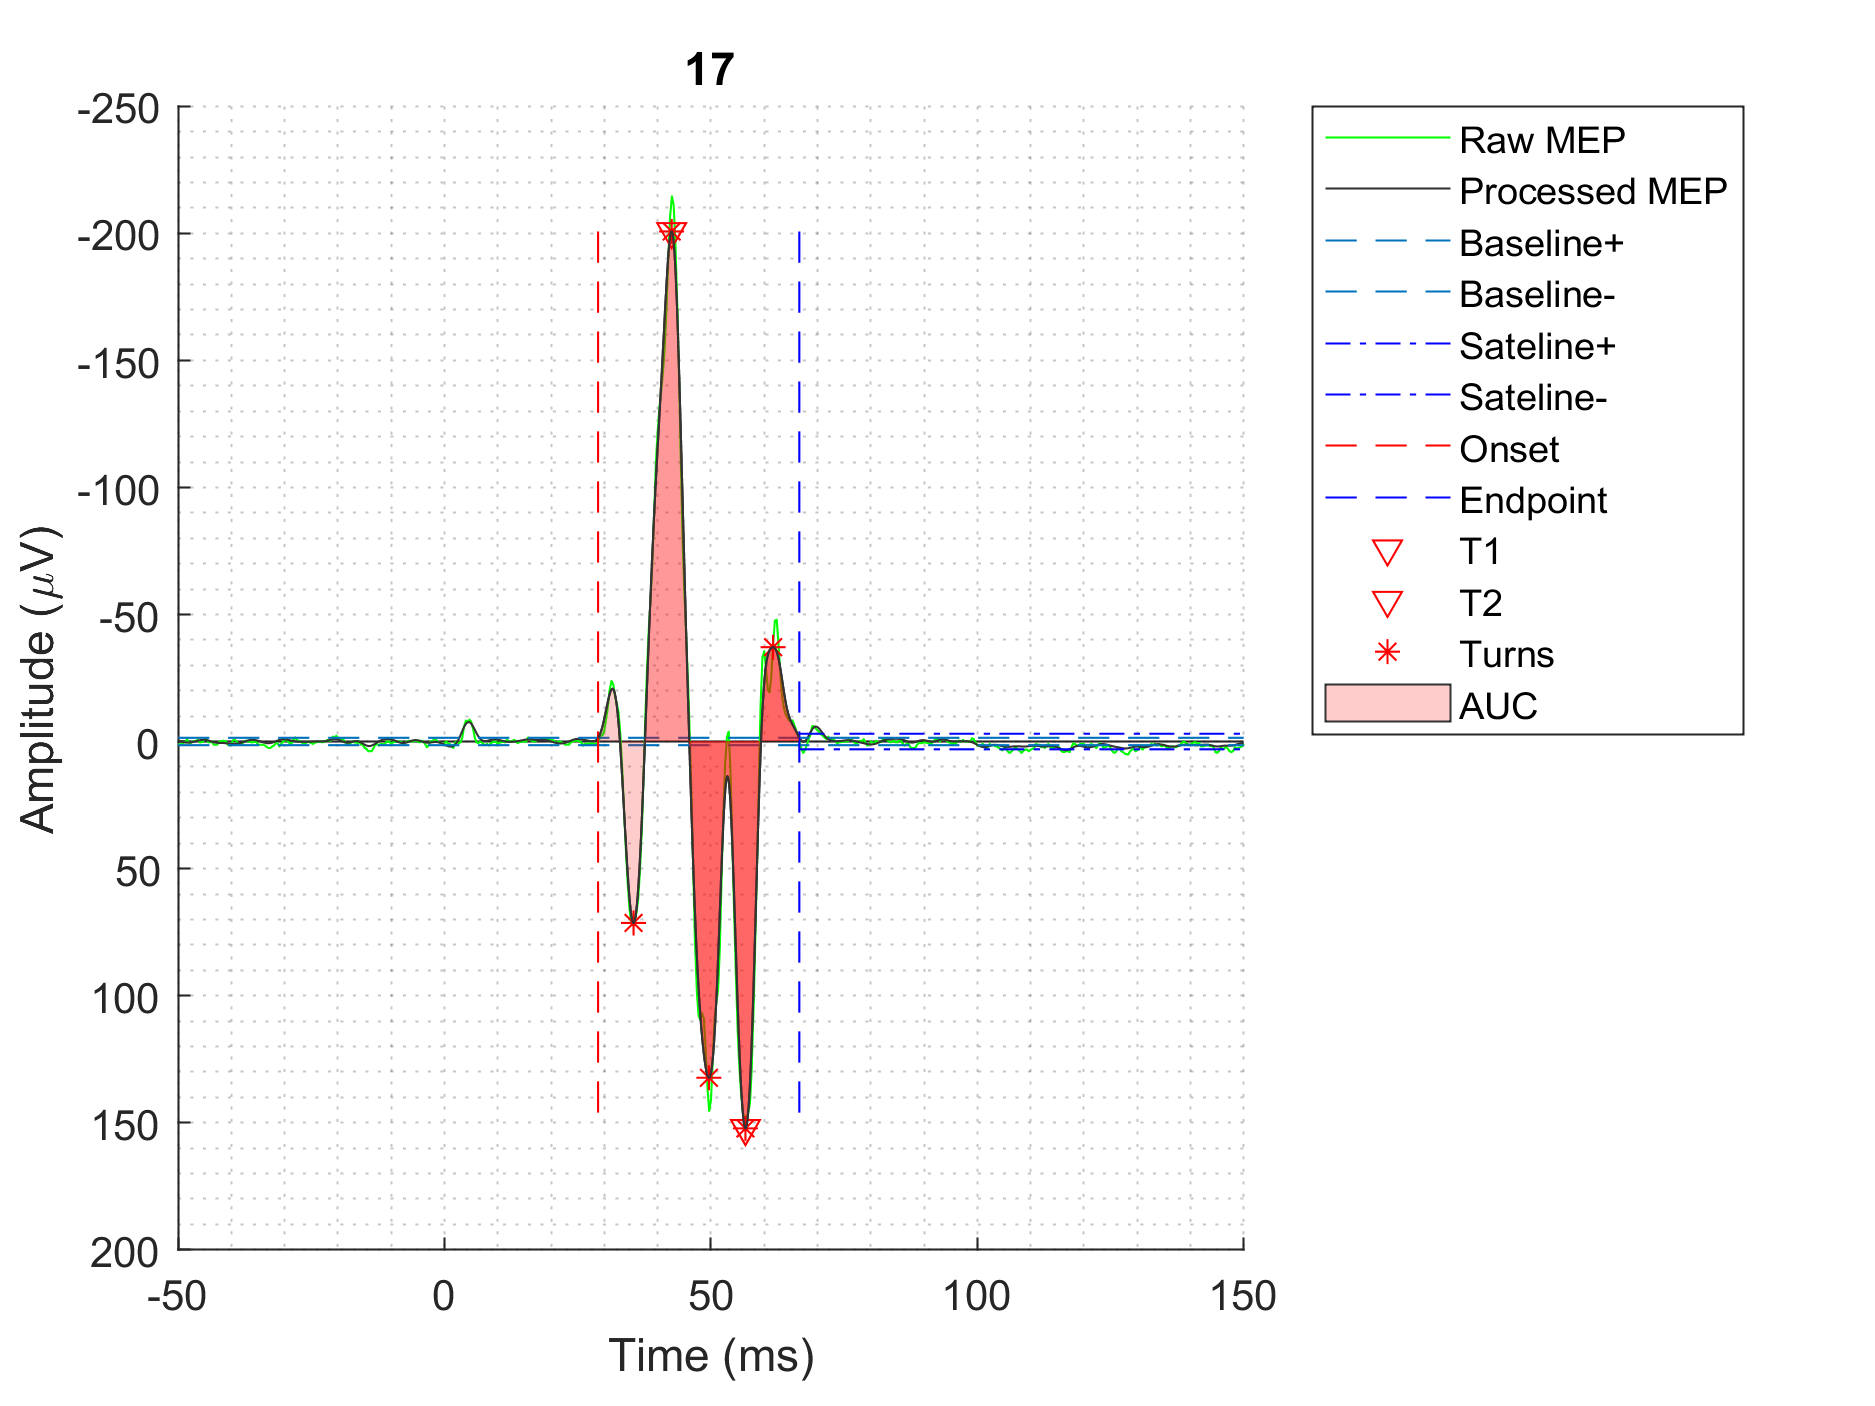 17
-250
-200
-150
-100
-50
0
50
100
150
200
-50
0
50
100
150
Time (ms)
Amplitude (μV)
Raw MEP
Processed MEP
Baseline+
Baseline-
Sateline+
Sateline-
Onset
Endpoint
T1
T2
Turns
AUC